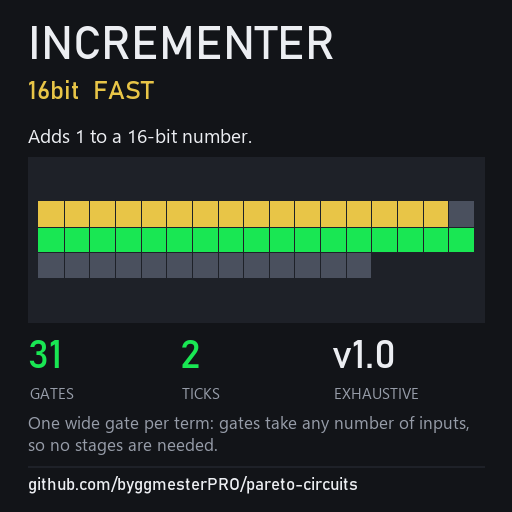 INCREMENTER
16bit FAST
Adds 1 to a 16-bit number.
31 2 v1.0
GATES TICKS EXHAUSTIVE
One wide gate per term: gates take any number of inputs,
so no stages are needed.
github.com/byggmesterPRO/pareto-circuits